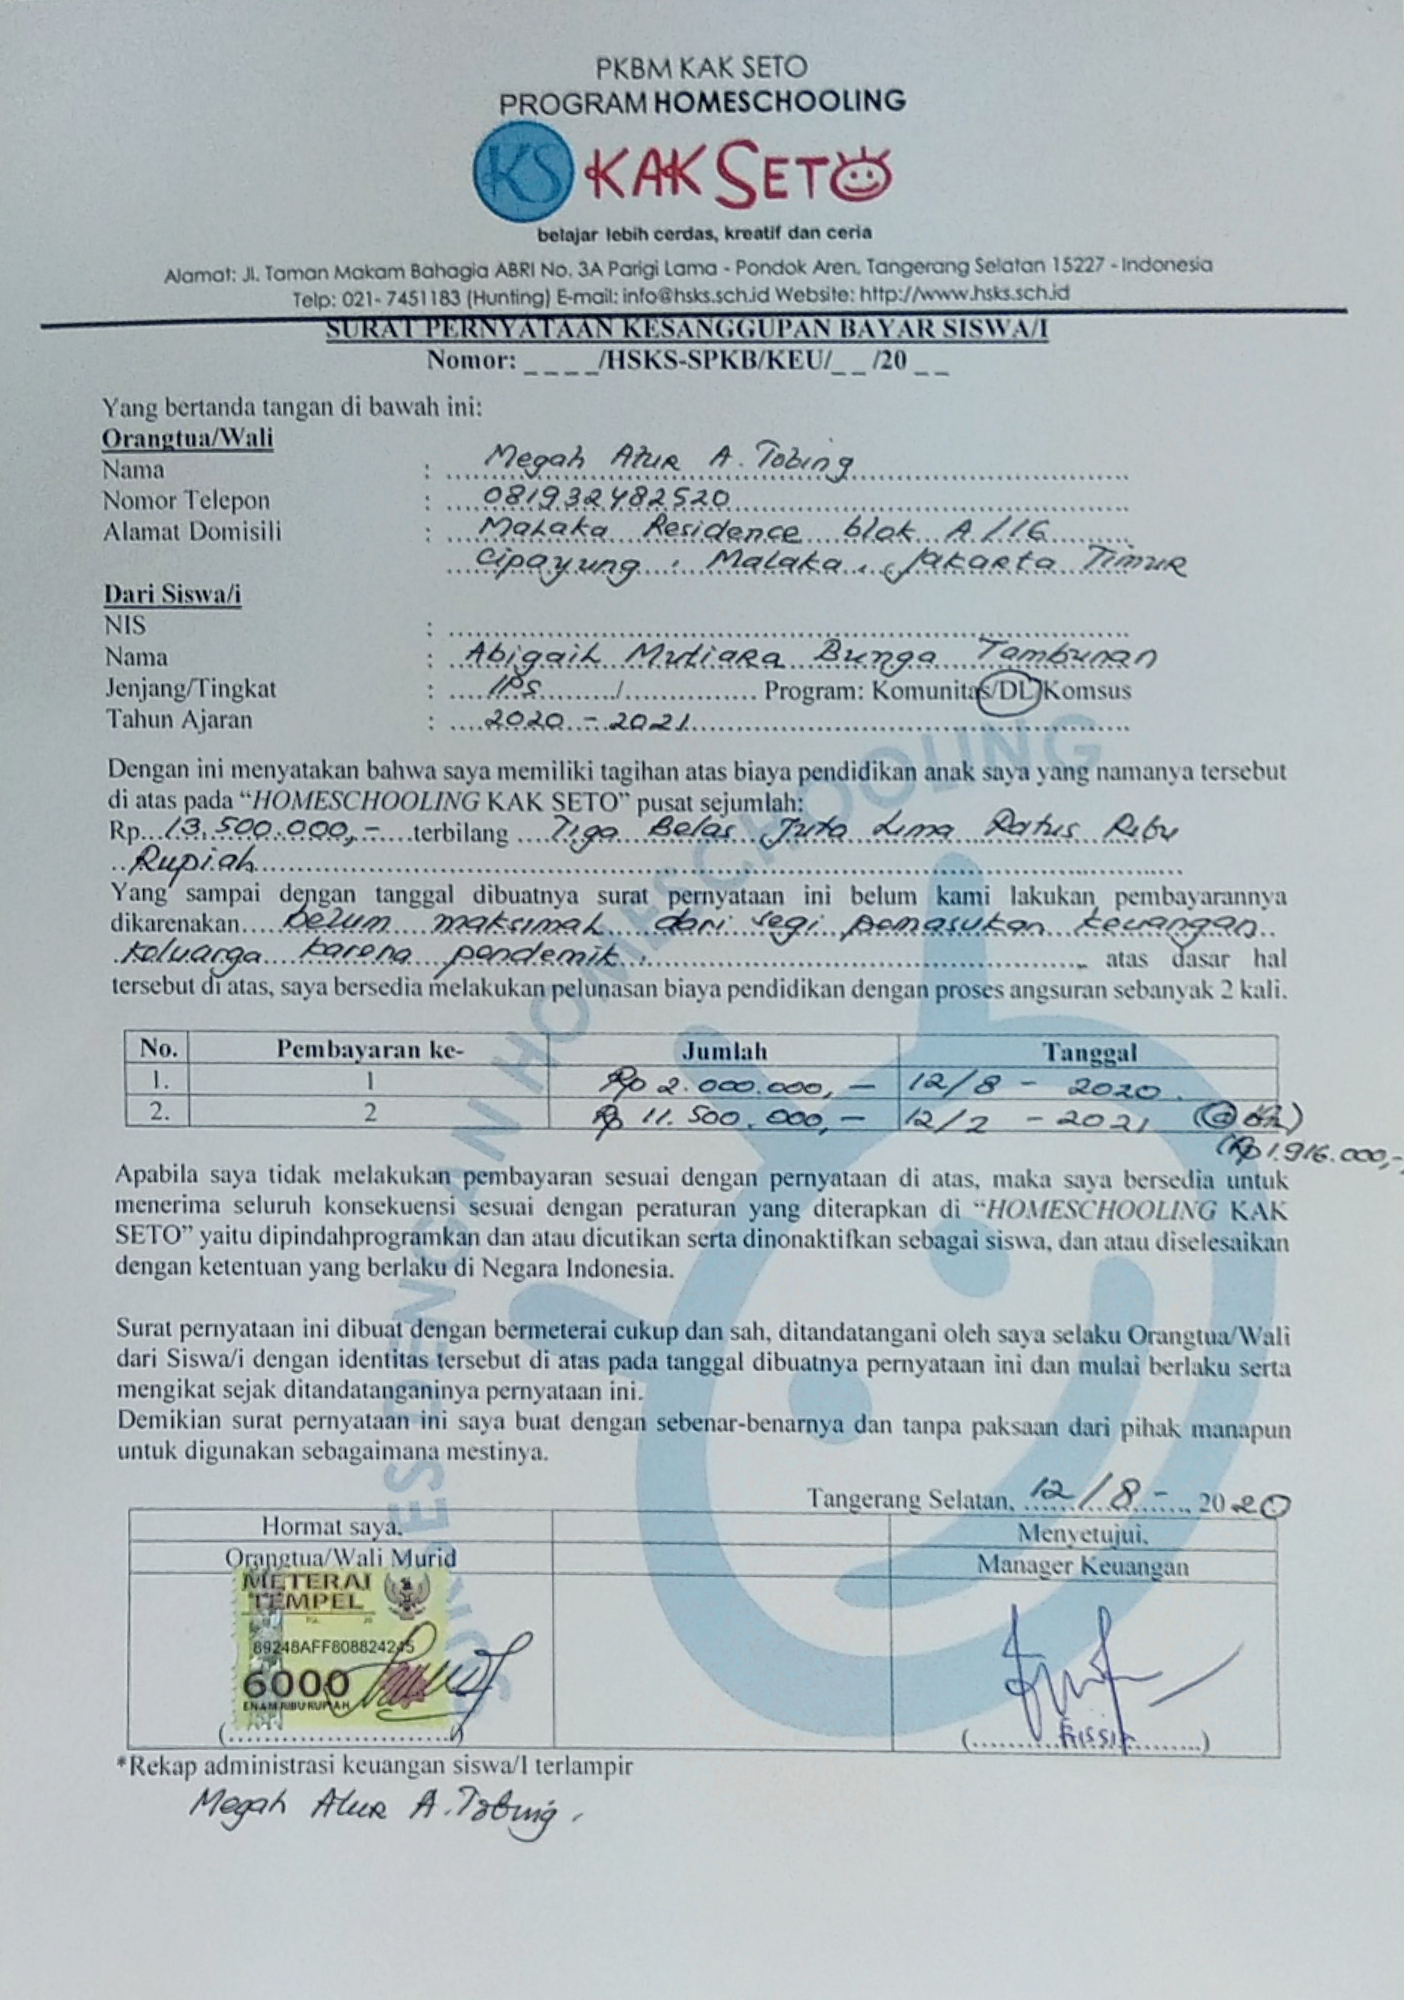 PKBM KAK SETO
PROGRAM HOMESCHOOLING
KS KAK SETO
belajar lebih cerdas, kreatif dan ceria
Alamat: Jl. Taman Makam Bahagia ABRI No. 3A Parigi Lama - Pondok Aren, Tangerang Selatan 15227 - Indonesia
Telp: 021- 7451183 (Hunting) E-mail: info@hsks.sch.id Website: http://www.hsks.sch.id
SURAT PERNYATAAN KESANGGUPAN BAYAR SISWA/I
Nomor: _ _ _ _/HSKS-SPKB/KEU/_ _ /20 _ _
Yang bertanda tangan di bawah ini:
Orangtua/Wali
Nama : Megah Atur A. Tobing
Nomor Telepon : 081932482520
Alamat Domisili : Malaka Residence blok A/16
Cipayung, Malaka, Jakarta Timur
Dari Siswa/i
NIS :
Nama : Abigail Mutiara Bunga Tambunan
Jenjang/Tingkat : IPS / Program: Komunitas/DL/Komsus
Tahun Ajaran : 2020 - 2021
Dengan ini menyatakan bahwa saya memiliki tagihan atas biaya pendidikan anak saya yang namanya tersebut
di atas pada “HOMESCHOOLING KAK SETO” pusat sejumlah:
Rp. 13.500.000,- terbilang Tiga Belas Juta Lima Ratus Ribu
Rupiah
Yang sampai dengan tanggal dibuatnya surat pernyataan ini belum kami lakukan pembayarannya
dikarenakan belum maksimal dari segi pemasukan keuangan
keluarga karena pandemik, atas dasar hal
tersebut di atas, saya bersedia melakukan pelunasan biaya pendidikan dengan proses angsuran sebanyak 2 kali.
No. Pembayaran ke- Jumlah Tanggal
1. 1 Rp 2.000.000,- 12/8 - 2020
2. 2 Rp 11.500.000,- 12/2 - 2021
(Rp 1.916.000,-
Apabila saya tidak melakukan pembayaran sesuai dengan pernyataan di atas, maka saya bersedia untuk
menerima seluruh konsekuensi sesuai dengan peraturan yang diterapkan di “HOMESCHOOLING KAK
SETO” yaitu dipindahprogramkan dan atau dicutikan serta dinonaktifkan sebagai siswa, dan atau diselesaikan
dengan ketentuan yang berlaku di Negara Indonesia.
Surat pernyataan ini dibuat dengan bermeterai cukup dan sah, ditandatangani oleh saya selaku Orangtua/Wali
dari Siswa/i dengan identitas tersebut di atas pada tanggal dibuatnya pernyataan ini dan mulai berlaku serta
mengikat sejak ditandatanganinya pernyataan ini.
Demikian surat pernyataan ini saya buat dengan sebenar-benarnya dan tanpa paksaan dari pihak manapun
untuk digunakan sebagaimana mestinya.
Tangerang Selatan, 12/8 - , 2020
Hormat saya, Menyetujui,
Orangtua/Wali Murid Manager Keuangan
METERAI
TEMPEL
89248AFF808824245
6000
ENAM RIBU RUPIAH
*Rekap administrasi keuangan siswa/I terlampir
Megah Atur A. Tobing.